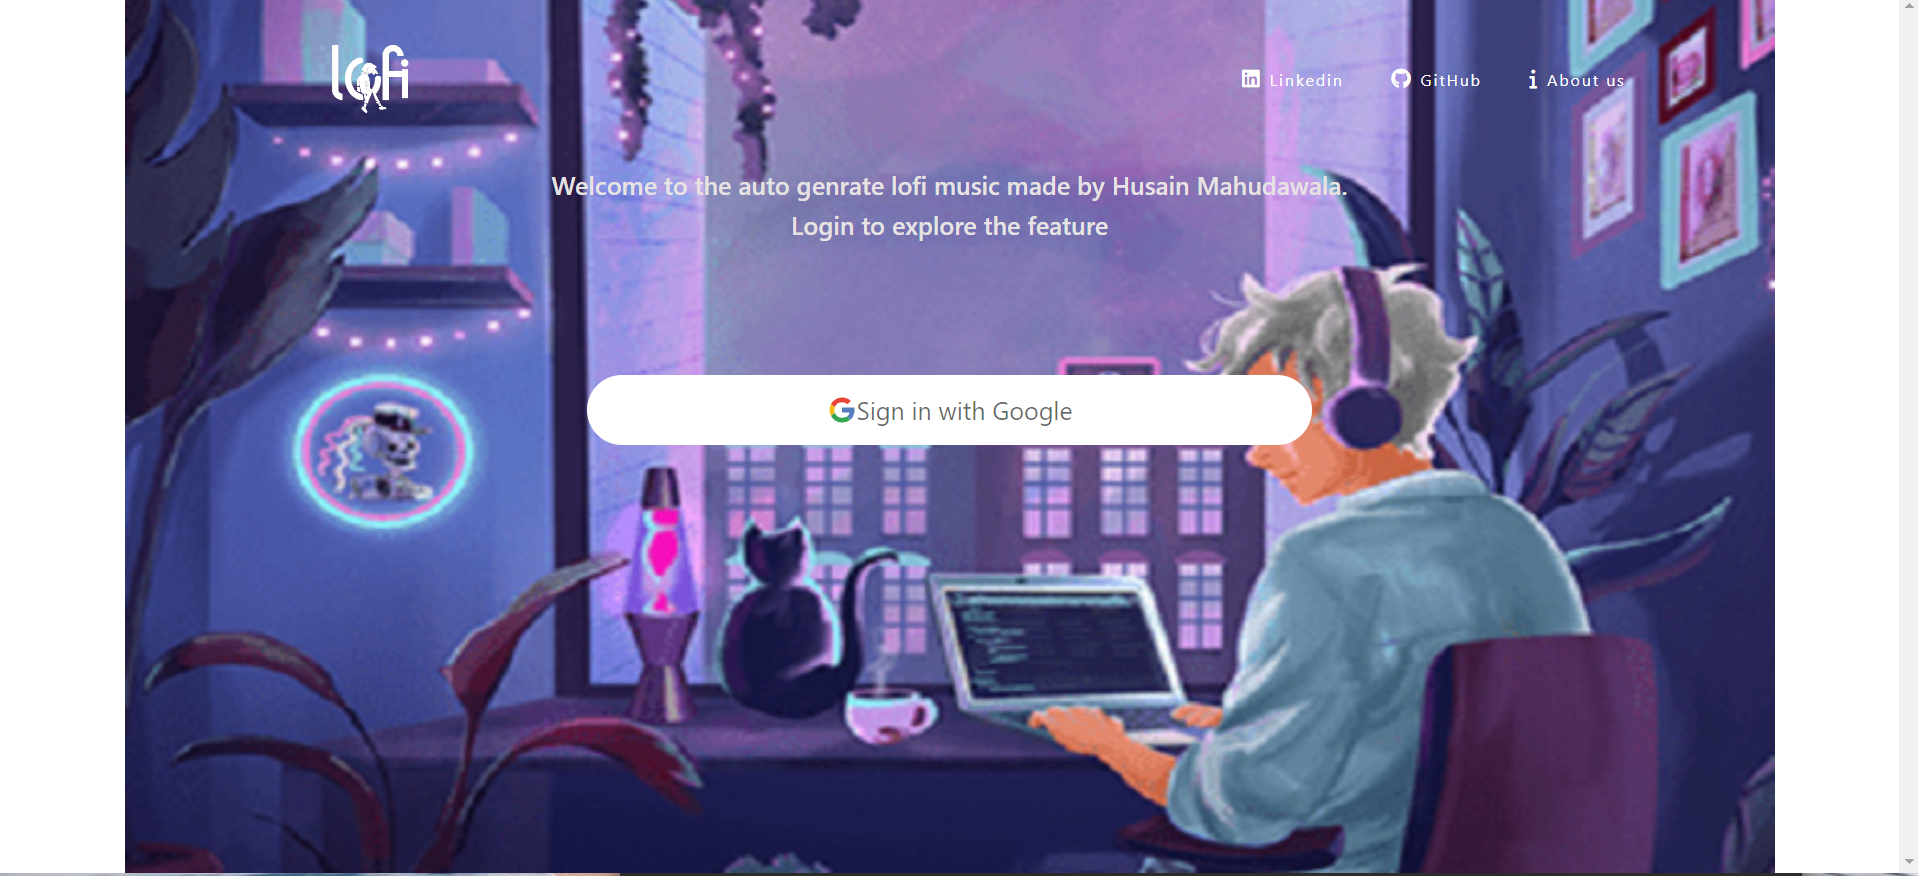 lofi
Linkedin GitHub About us
Welcome to the auto genrate lofi music made by Husain Mahudawala.
Login to explore the feature
Sign in with Google